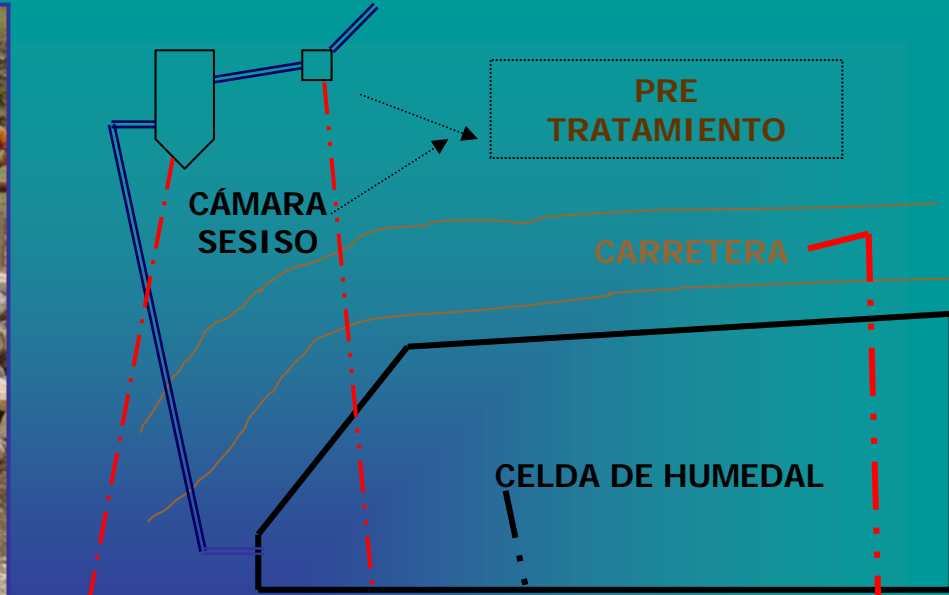 PRE
TRATAMIENTO
CÁMARA
SESISO
CARRETERA
CELDA DE HUMEDAL